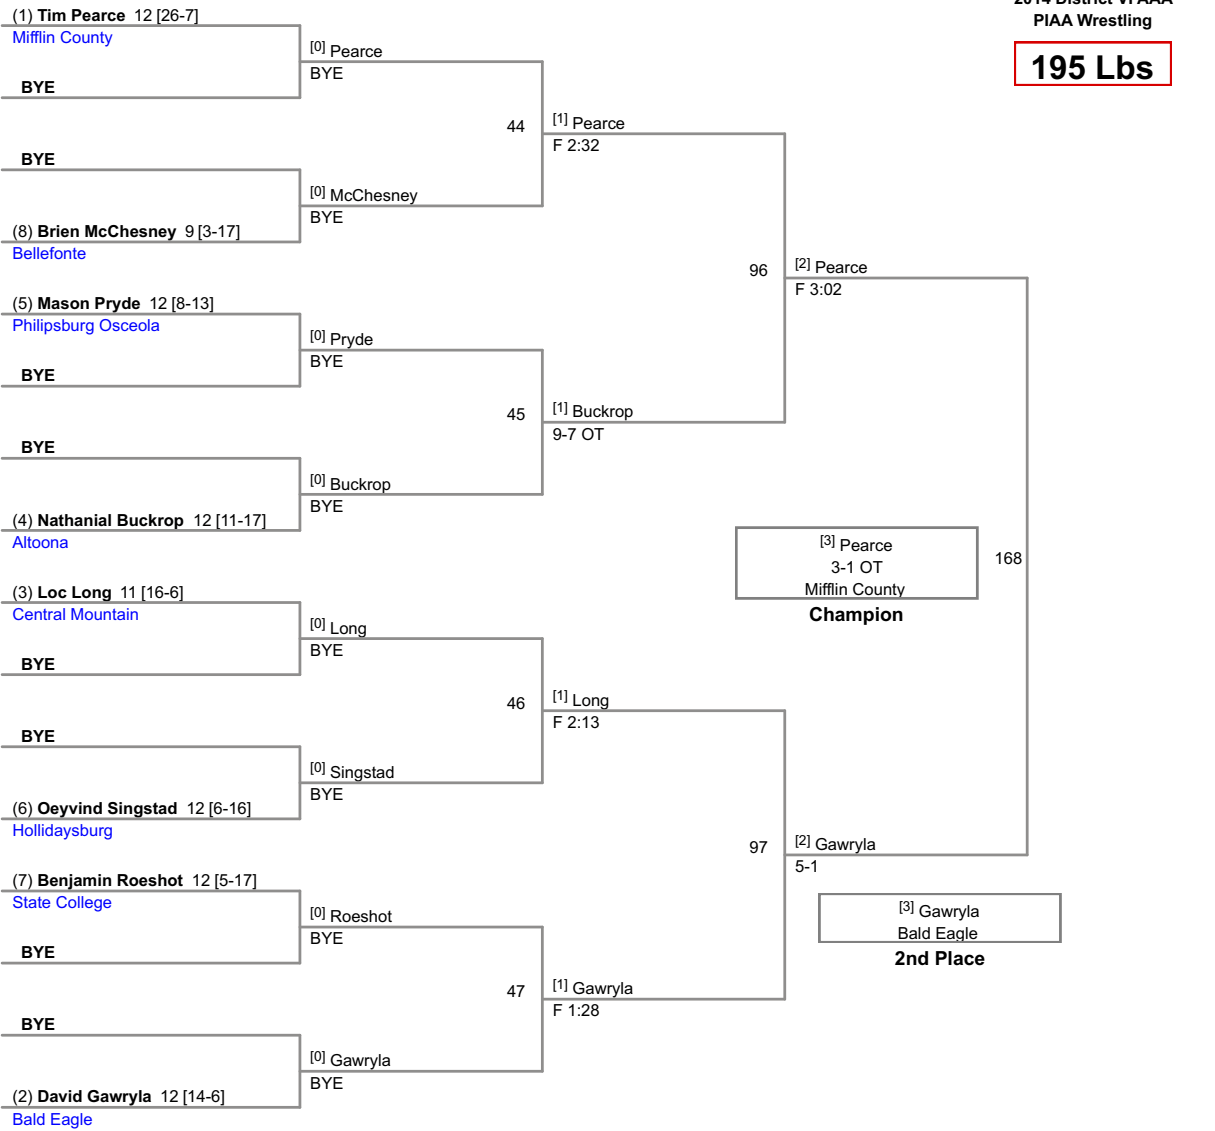 2014 District VI AAA
PIAA Wrestling
195 Lbs
(1) Tim Pearce 12 [26-7]
Mifflin County
[0] Pearce
BYE
BYE
44
[1] Pearce
F 2:32
BYE
[0] McChesney
BYE
(8) Brien McChesney 9 [3-17]
Bellefonte
96
[2] Pearce
F 3:02
(5) Mason Pryde 12 [8-13]
Philipsburg Osceola
[0] Pryde
BYE
BYE
45
[1] Buckrop
9-7 OT
BYE
[0] Buckrop
BYE
(4) Nathanial Buckrop 12 [11-17]
Altoona
[3] Pearce
3-1 OT
Mifflin County
Champion
168
(3) Loc Long 11 [16-6]
Central Mountain
[0] Long
BYE
BYE
46
[1] Long
F 2:13
BYE
[0] Singstad
BYE
(6) Oeyvind Singstad 12 [6-16]
Hollidaysburg
97
[2] Gawryla
5-1
(7) Benjamin Roeshot 12 [5-17]
State College
[0] Roeshot
BYE
BYE
[3] Gawryla
Bald Eagle
2nd Place
47
[1] Gawryla
F 1:28
BYE
[0] Gawryla
BYE
(2) David Gawryla 12 [14-6]
Bald Eagle